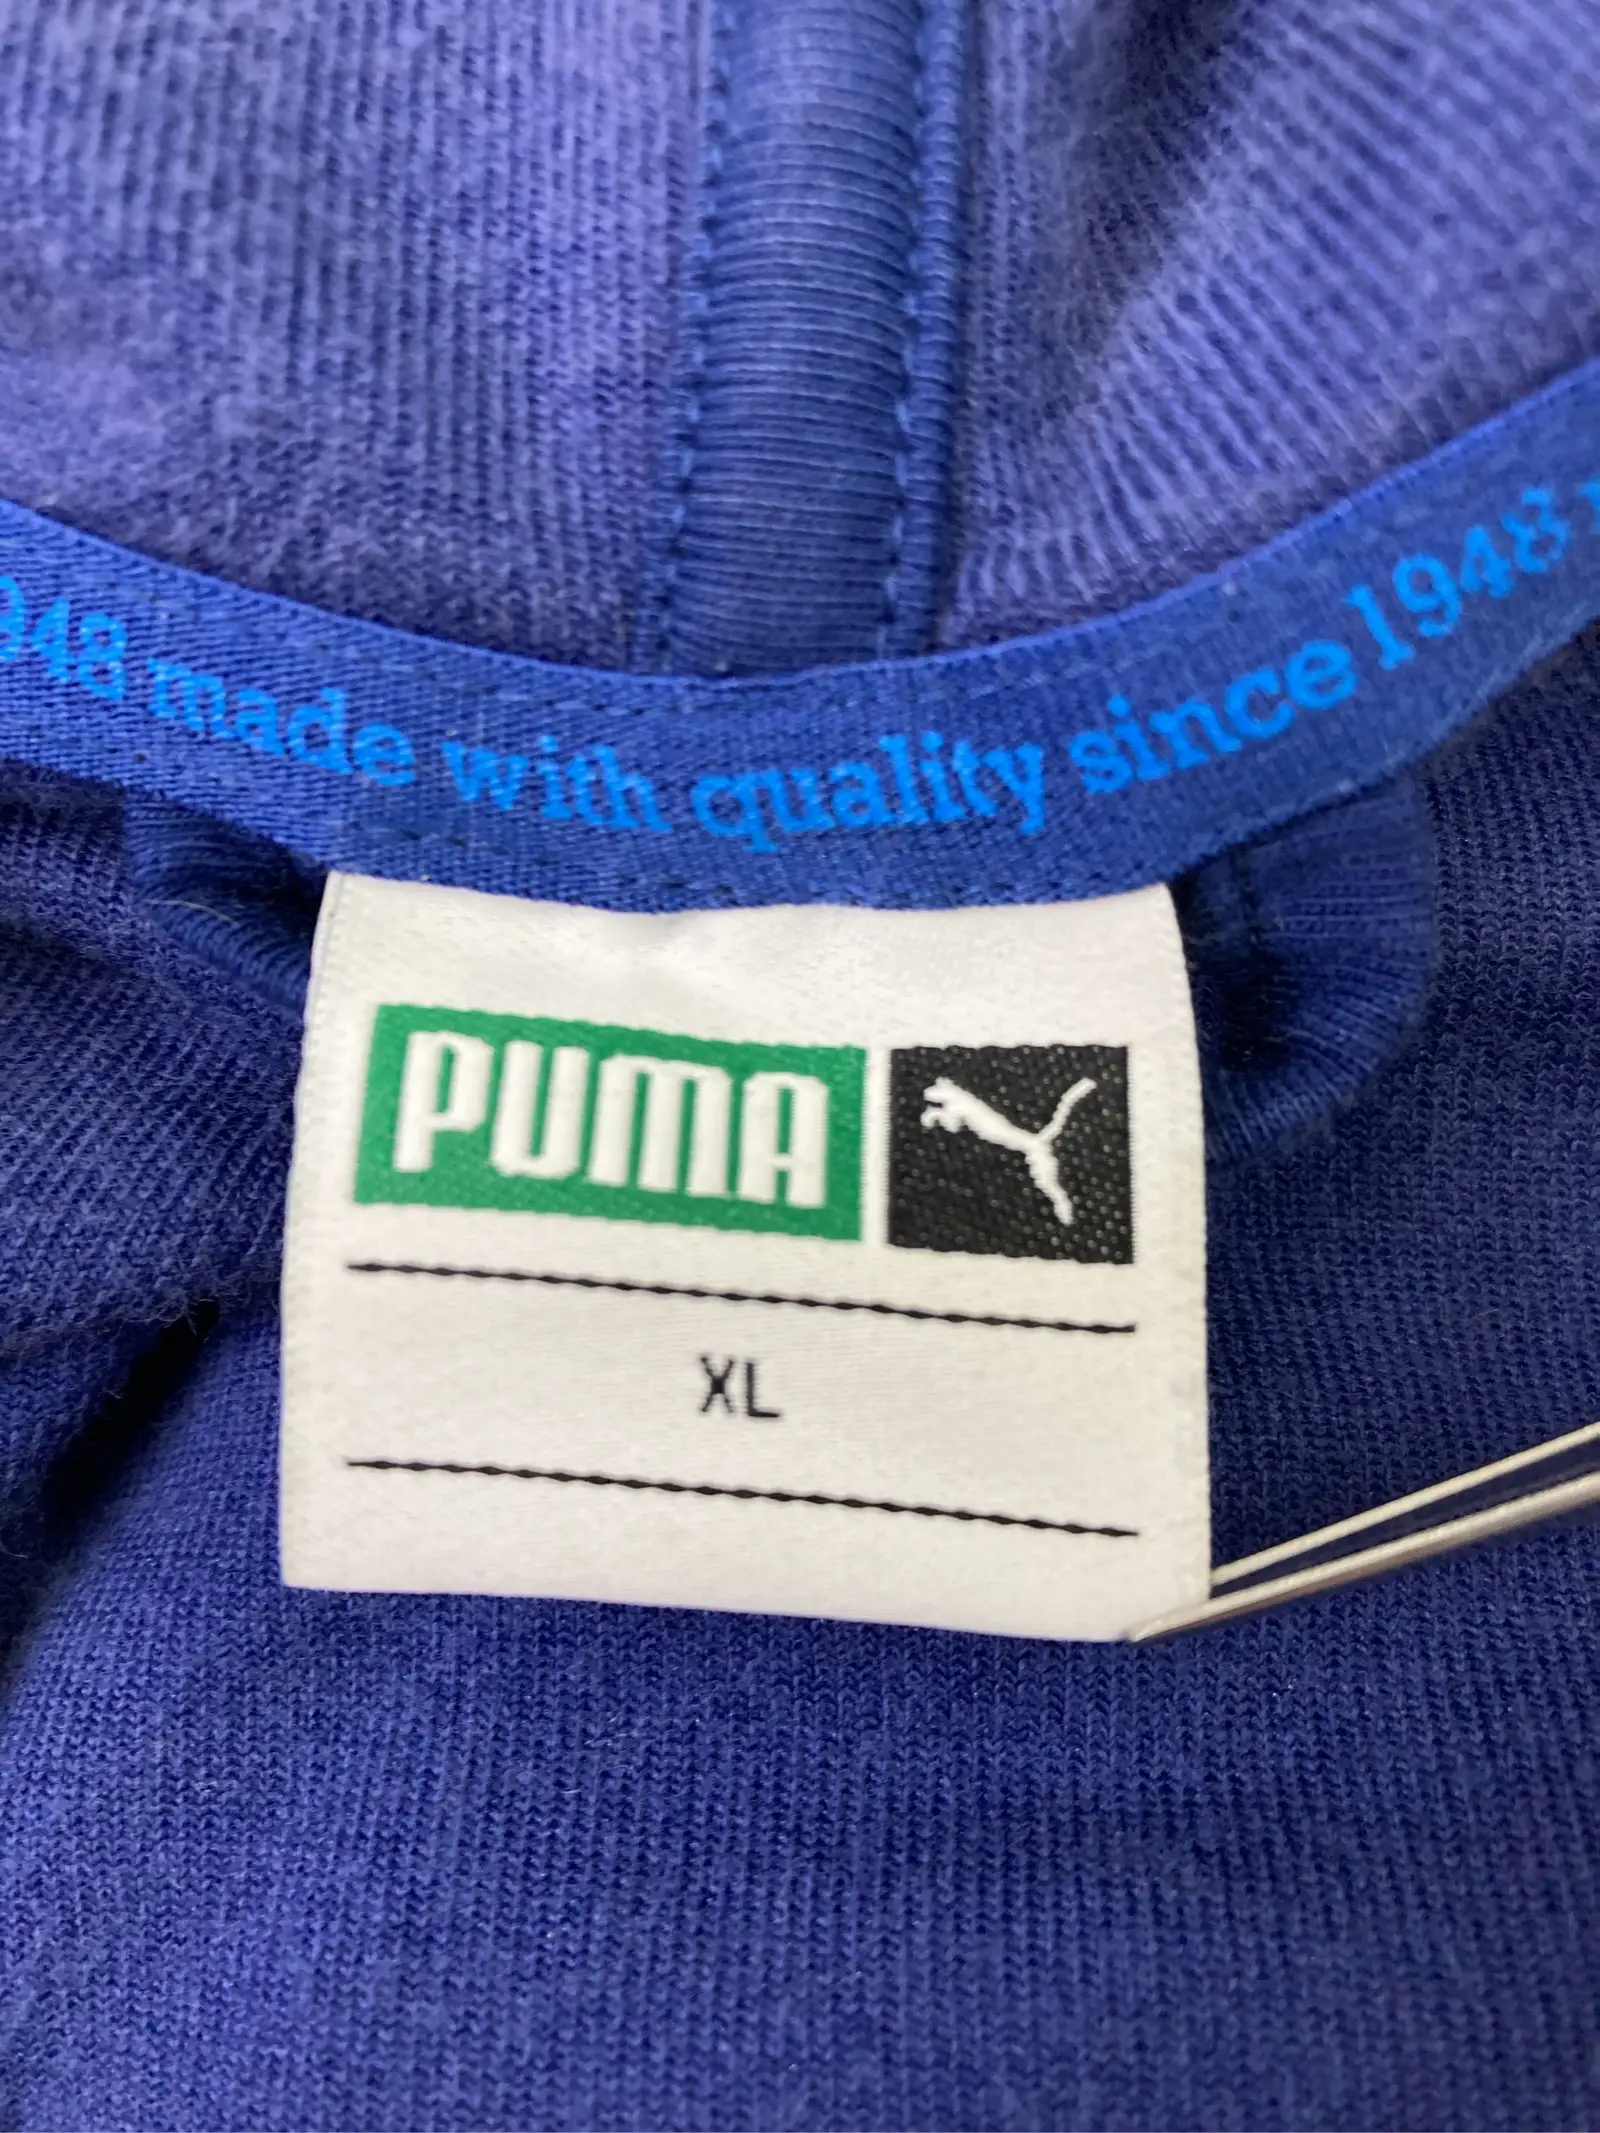 948 made with quality since 1948
PUMA
XL